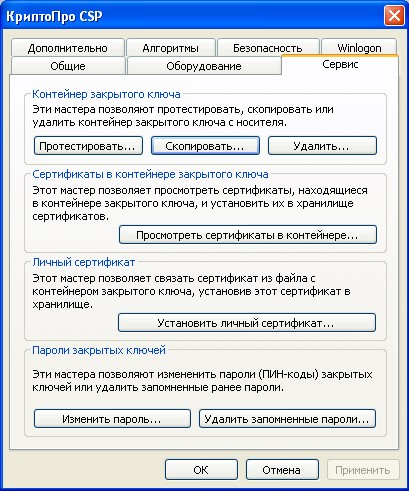 КриптоПро CSP
Дополнительно Алгоритмы Безопасность Winlogon
Общие Оборудование Сервис
Контейнер закрытого ключа
Эти мастера позволяют протестировать, скопировать или
удалить контейнер закрытого ключа с носителя.
Протестировать... Скопировать... Удалить...
Сертификаты в контейнере закрытого ключа
Этот мастер позволяет просмотреть сертификаты, находящиеся
в контейнере закрытого ключа, и установить их в хранилище
сертификатов.
Просмотреть сертификаты в контейнере...
Личный сертификат
Этот мастер позволяет связать сертификат из файла с
контейнером закрытого ключа, установив этот сертификат в
хранилище.
Установить личный сертификат...
Пароли закрытых ключей
Эти мастера позволяют измененить пароли (ПИН-коды) закрытых
ключей или удалить запомненные ранее пароли.
Изменить пароль... Удалить запомненные пароли...
ОК Отмена Применить